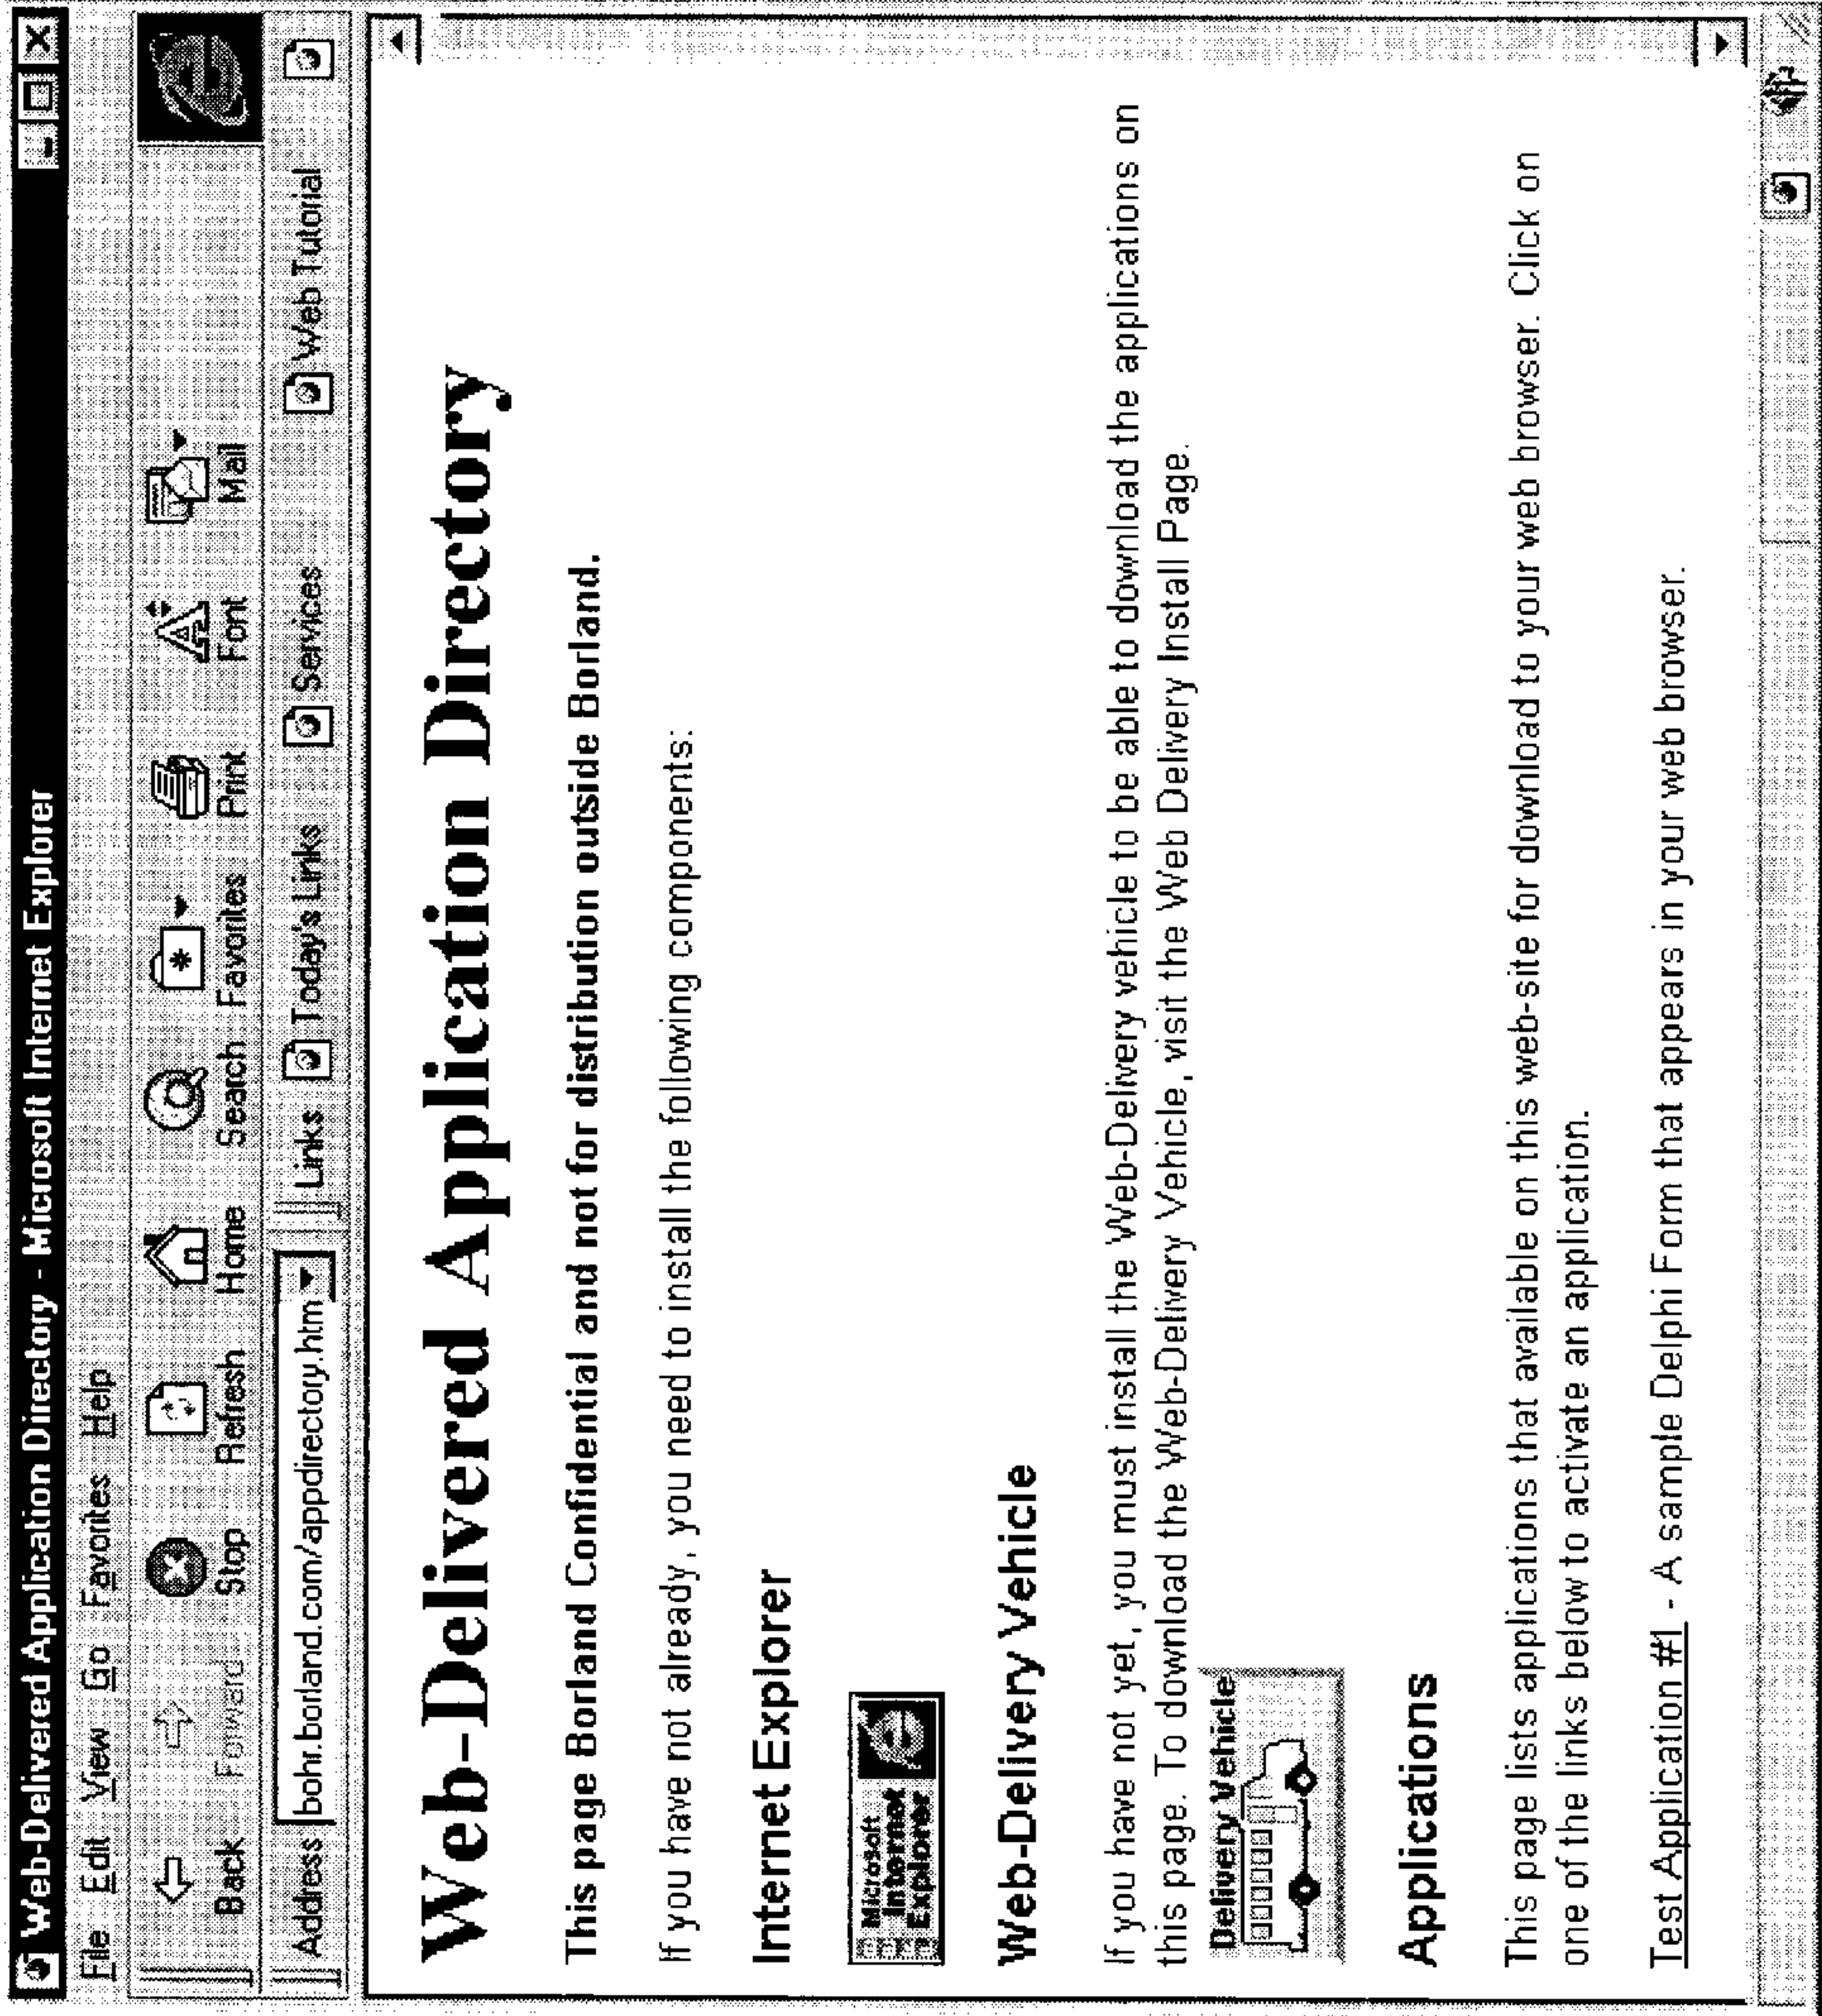 Web-Delivered Application Directory - Microsoft Internet Explorer
File Edit View Go Favorites Help
Back Forward Stop Refresh Home Search Favorites Print Font Mail
Address bohr.borland.com/appdirectory.htm Links Today's Links Services Web Tutorial
Web-Delivered Application Directory
This page Borland Confidential and not for distribution outside Borland.
If you have not already, you need to install the following components:
Internet Explorer
Microsoft
Internet
Explorer
Web-Delivery Vehicle
If you have not yet, you must install the Web-Delivery vehicle to be able to download the applications on
this page. To download the Web-Delivery Vehicle, visit the Web Delivery Install Page.
Delivery Vehicle
Applications
This page lists applications that available on this web-site for download to your web browser. Click on
one of the links below to activate an application.
Test Application #1 - A sample Delphi Form that appears in your web browser.